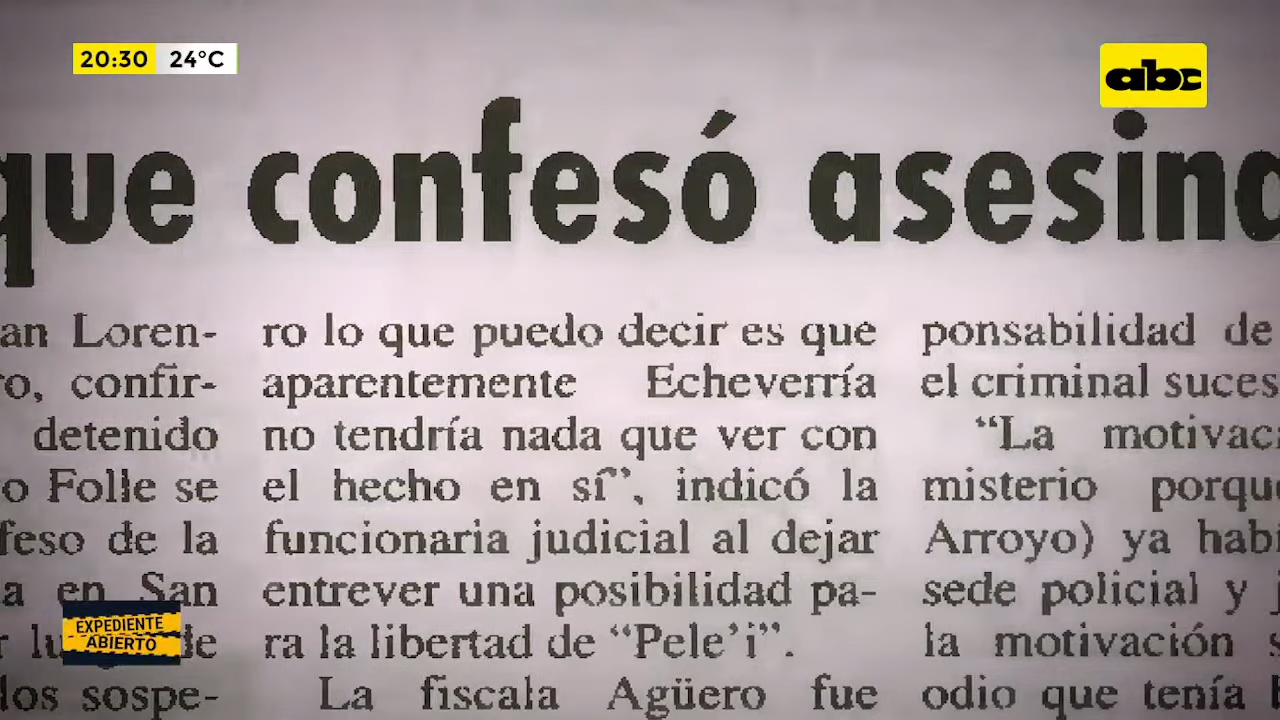 20:30 24°C
abc
que confesó asesina
an Loren-
ro, confir-
detenido
o Folle se
feso de la
a en San
r lu de
los sospe-
ro lo que puedo decir es que
aparentemente Echeverría
no tendría nada que ver con
el hecho en sí”, indicó la
funcionaria judicial al dejar
entrever una posibilidad pa-
ra la libertad de “Pele’i”.
La fiscala Agüero fue
ponsabilidad de
el criminal suces
“La motivac
misterio porque
Arroyo) ya hab
sede policial y
la motivación s
odio que tenía
EXPEDIENTE
ABIERTO